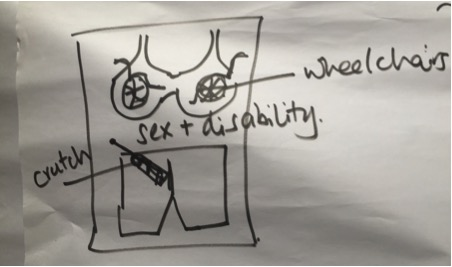 wheelchairs
sex + disability.
crutch